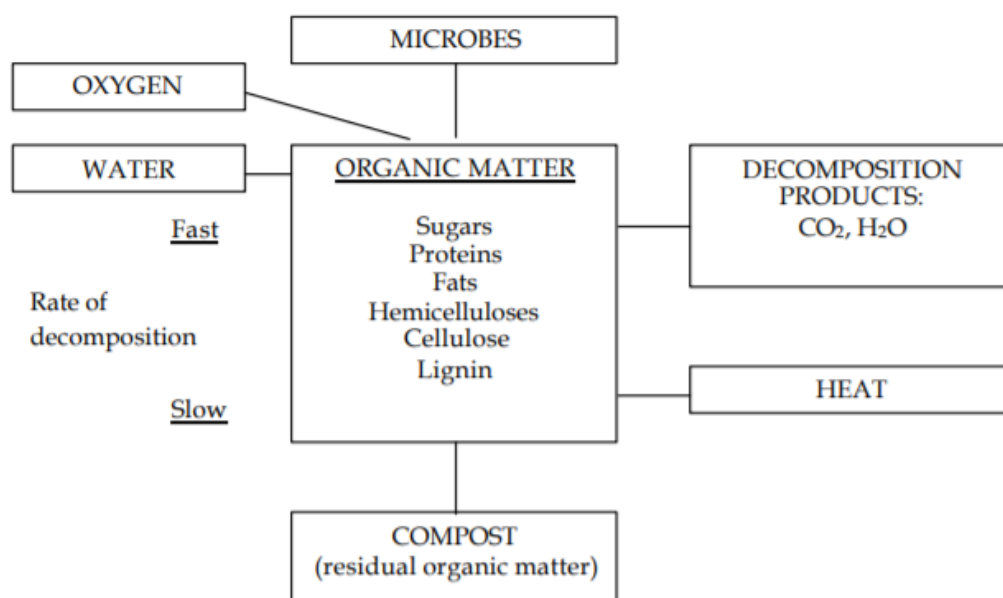 MICROBES
OXYGEN
WATER
ORGANIC MATTER
Sugars
Proteins
Fats
Hemicelluloses
Cellulose
Lignin
Fast
Rate of
decomposition
Slow
DECOMPOSITION
PRODUCTS:
CO₂, H₂O
HEAT
COMPOST
(residual organic matter)